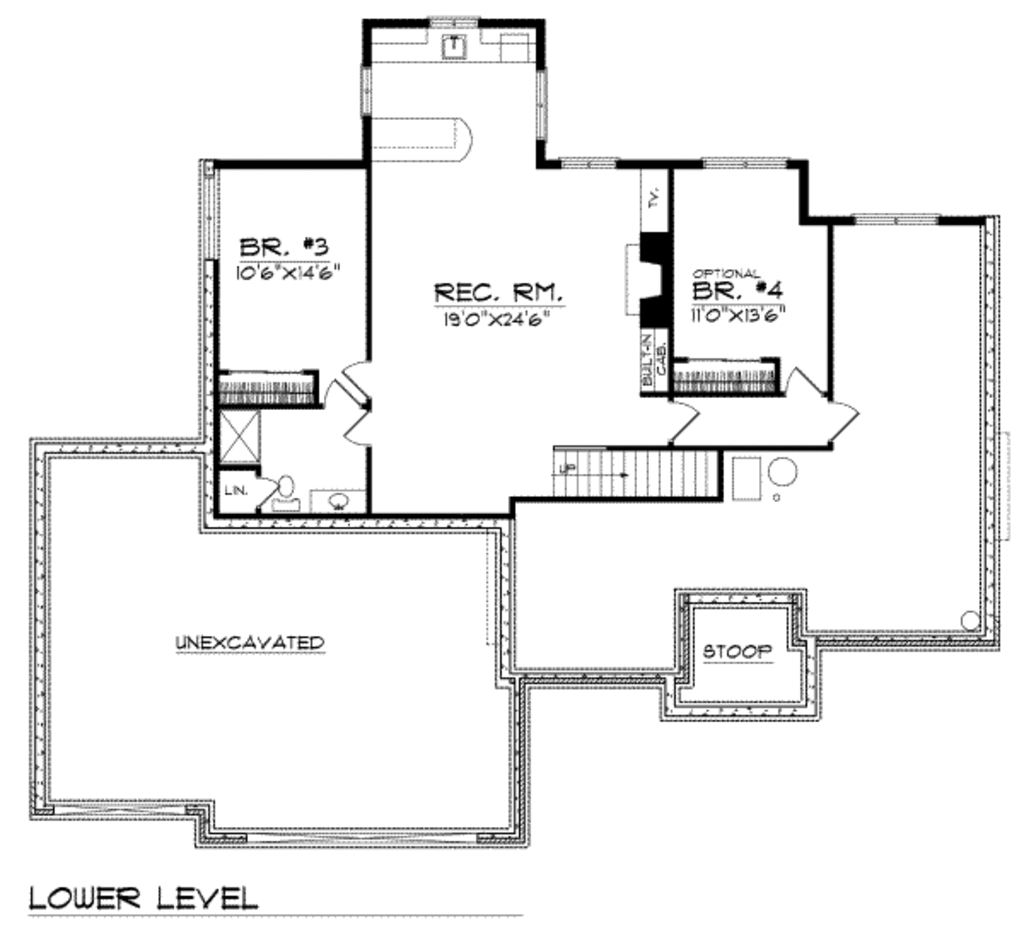 TV.
BR. #3
10'6"X14'6"
OPTIONAL
BR. #4
11'0"X13'6"
REC. RM.
19'0"X24'6"
BUILT-IN
CAB.
UP
LIN.
UNEXCAVATED
STOOP
LOWER LEVEL